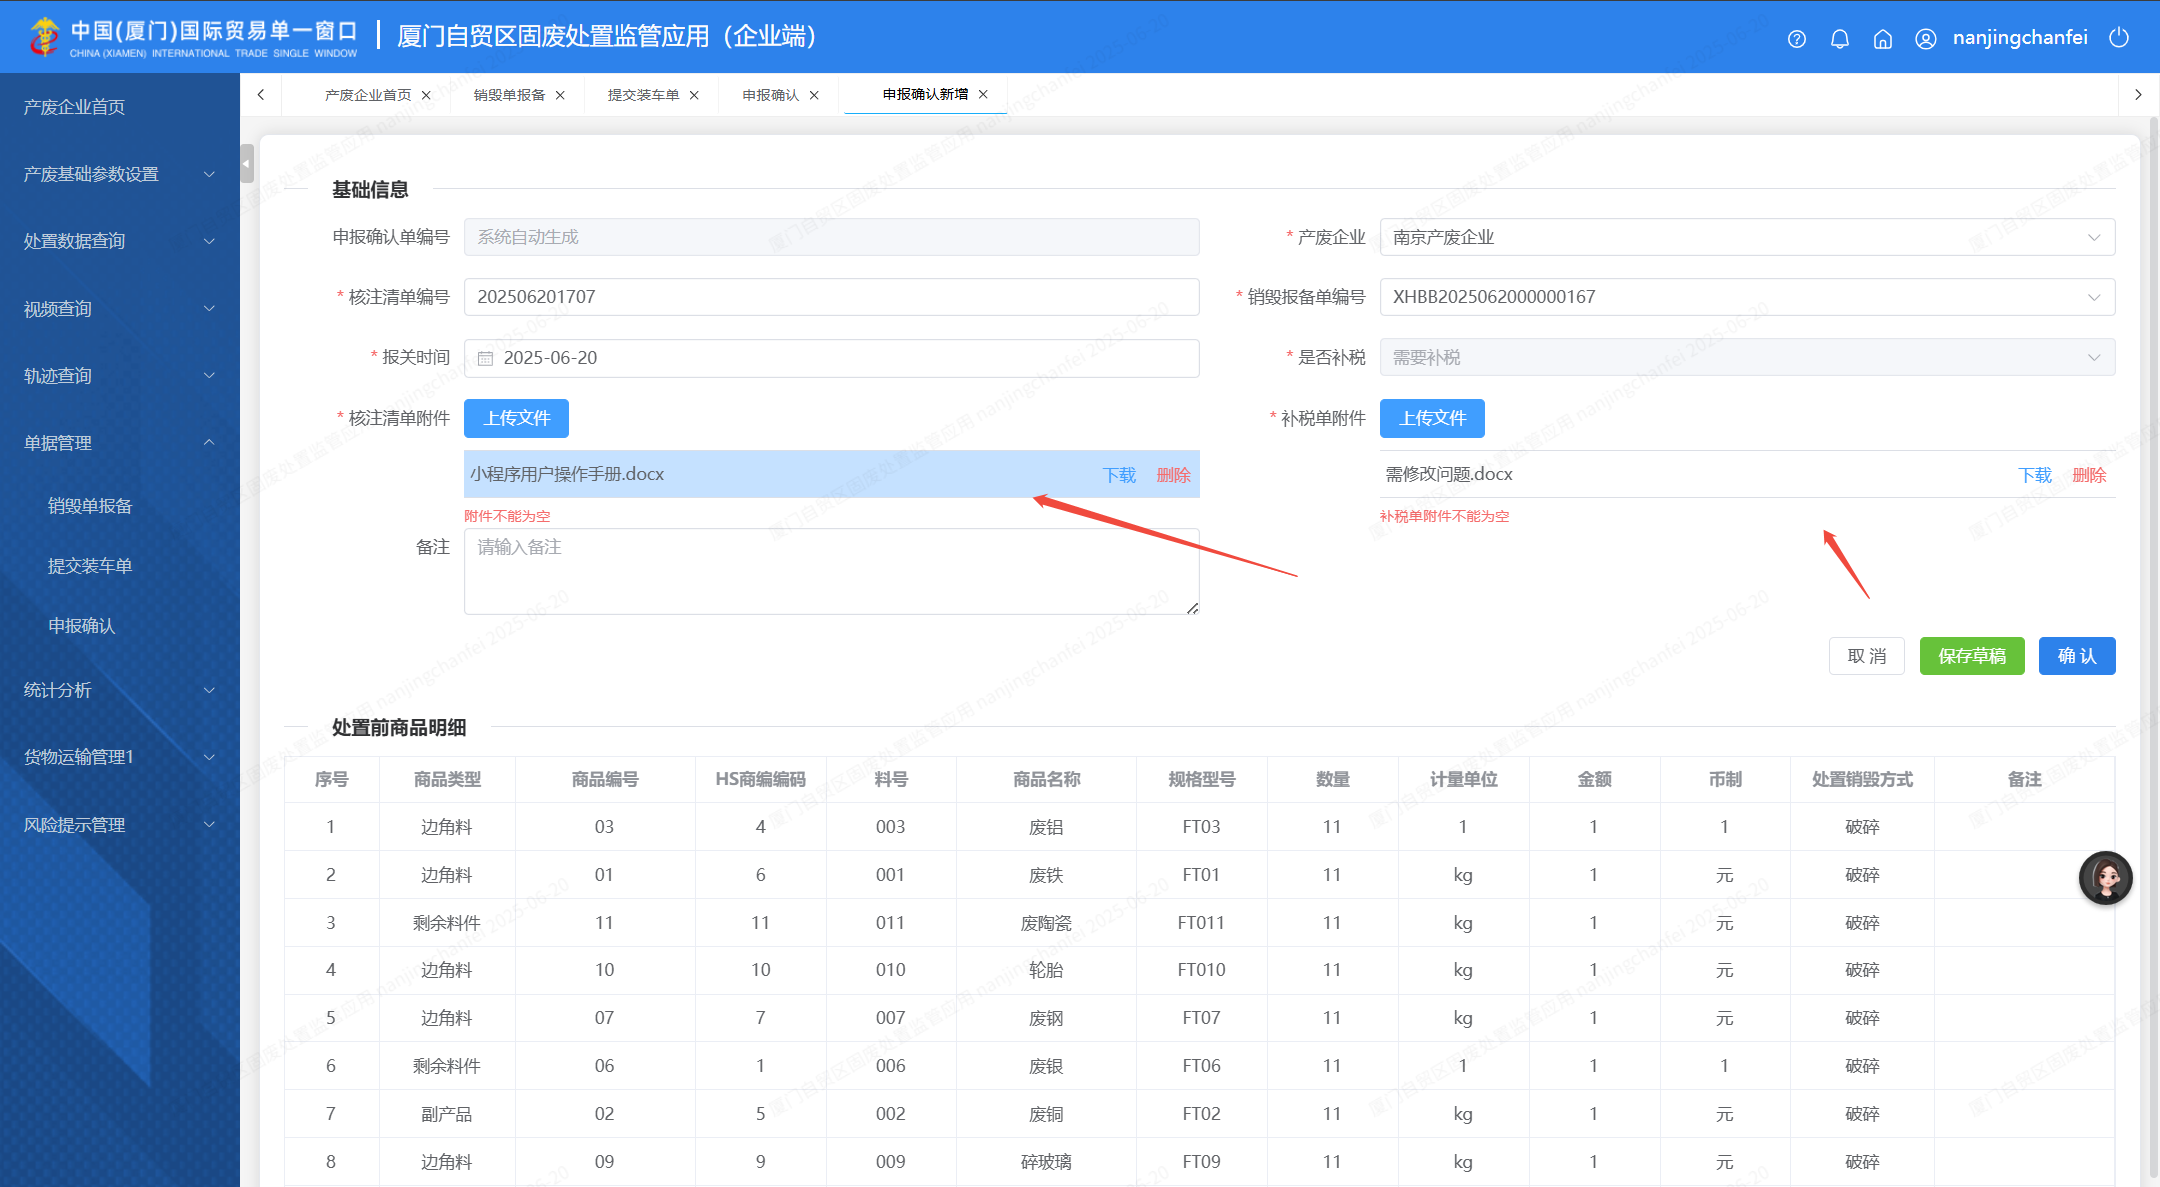 中国(厦门)国际贸易单一窗口
CHINA (XIAMEN) INTERNATIONAL TRADE SINGLE WINDOW
厦门自贸区固废处置监管应用（企业端）
nanjingchanfei
产废企业首页
产废基础参数设置
处置数据查询
视频查询
轨迹查询
单据管理
销毁单报备
提交装车单
申报确认
统计分析
货物运输管理1
风险提示管理
产废企业首页 销毁单报备 提交装车单 申报确认 申报确认新增
基础信息
申报确认单编号 系统自动生成 * 产废企业 南京产废企业
* 核注清单编号 202506201707 * 销毁报备单编号 XHBB2025062000000167
* 报关时间 2025-06-20 * 是否补税 需要补税
* 核注清单附件 上传文件 * 补税单附件 上传文件
小程序用户操作手册.docx 下载 删除 需修改问题.docx 下载 删除
附件不能为空 补税单附件不能为空
备注 请输入备注
取 消 保存草稿 确 认
处置前商品明细
序号 商品类型 商品编号 HS商编编码 料号 商品名称 规格型号 数量 计量单位 金额 币制 处置销毁方式 备注
1 边角料 03 4 003 废铝 FT03 11 1 1 1 破碎
2 边角料 01 6 001 废铁 FT01 11 kg 1 元 破碎
3 剩余料件 11 11 011 废陶瓷 FT011 11 kg 1 元 破碎
4 边角料 10 10 010 轮胎 FT010 11 kg 1 元 破碎
5 边角料 07 7 007 废钢 FT07 11 kg 1 元 破碎
6 剩余料件 06 1 006 废银 FT06 11 1 1 1 破碎
7 副产品 02 5 002 废铜 FT02 11 kg 1 元 破碎
8 边角料 09 9 009 碎玻璃 FT09 11 kg 1 元 破碎
厦门自贸区固废处置监管应用 nanjingchanfei 2025-06-20